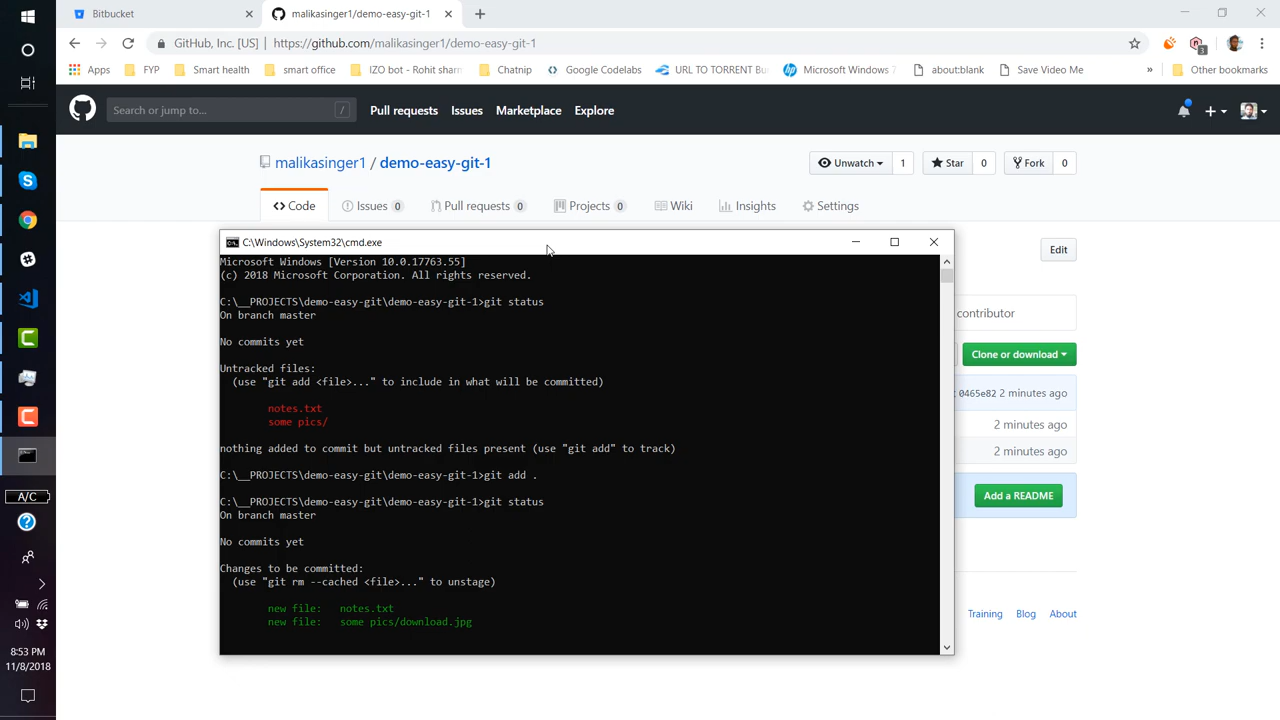 Bitbucket
malikasinger1/demo-easy-git-1
GitHub, Inc. [US] | https://github.com/malikasinger1/demo-easy-git-1
3
Apps FYP Smart health smart office IZO bot - Rohit sharm Chatnip Google Codelabs URL TO TORRENT Bu Microsoft Windows 7 about:blank Save Video Me » Other bookmarks
Search or jump to... / Pull requests Issues Marketplace Explore
malikasinger1 / demo-easy-git-1 Unwatch 1 Star 0 Fork 0
Code Issues 0 Pull requests 0 Projects 0 Wiki Insights Settings
C:\Windows\System32\cmd.exe
Edit
Microsoft Windows [Version 10.0.17763.55]
(c) 2018 Microsoft Corporation. All rights reserved.
C:\__PROJECTS\demo-easy-git\demo-easy-git-1>git status
On branch master
contributor
No commits yet
Clone or download
Untracked files:
(use "git add <file>..." to include in what will be committed)
0465e82 2 minutes ago
notes.txt
some pics/
2 minutes ago
nothing added to commit but untracked files present (use "git add" to track)
2 minutes ago
C:\__PROJECTS\demo-easy-git\demo-easy-git-1>git add .
Add a README
C:\__PROJECTS\demo-easy-git\demo-easy-git-1>git status
On branch master
No commits yet
Changes to be committed:
(use "git rm --cached <file>..." to unstage)
new file: notes.txt
new file: some pics/download.jpg
Training Blog About
A/C
8:53 PM
11/8/2018